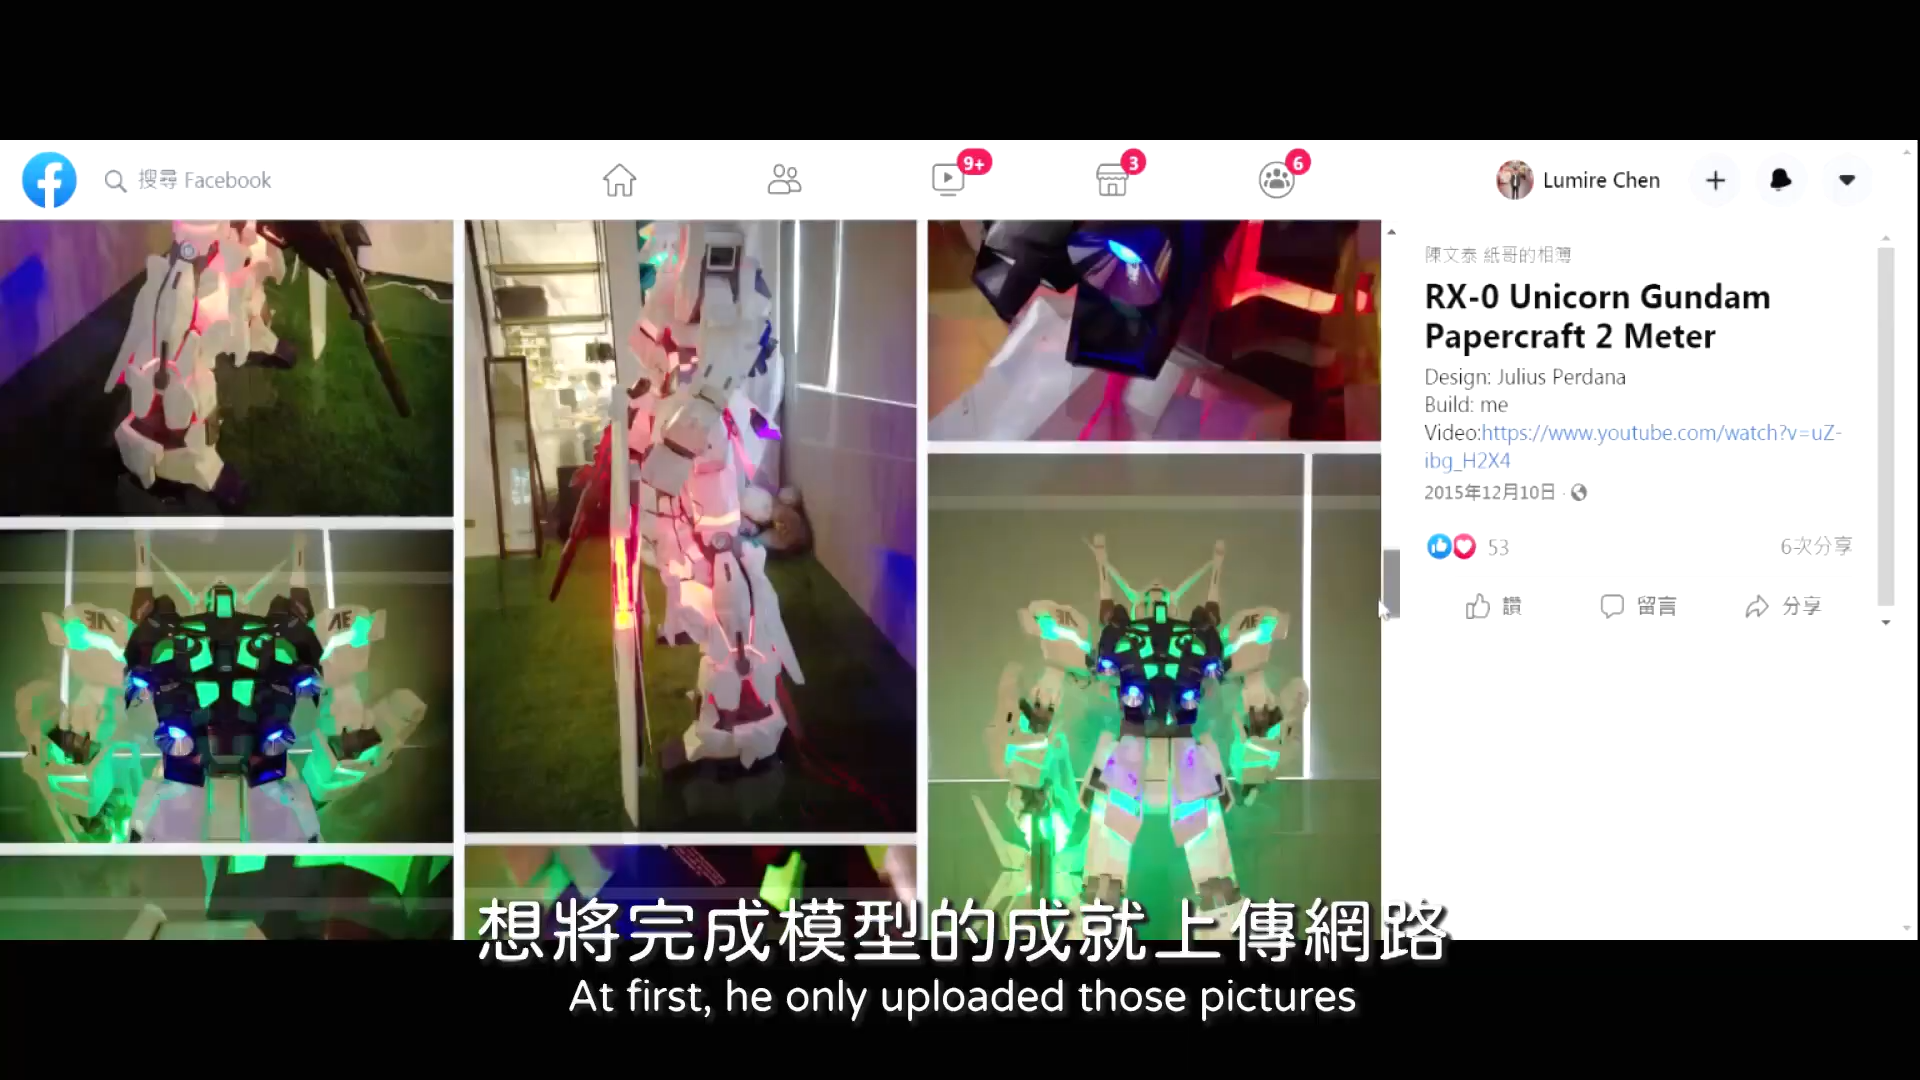 搜尋 Facebook
9+
3
6
Lumire Chen
陳文泰 紙哥的相簿
RX-0 Unicorn Gundam
Papercraft 2 Meter
Design: Julius Perdana
Build: me
Video:https://www.youtube.com/watch?v=uZ-
ibg_H2X4
2015年12月10日
53
6次分享
讚
留言
分享
想將完成模型的成就上傳網路
At first, he only uploaded those pictures